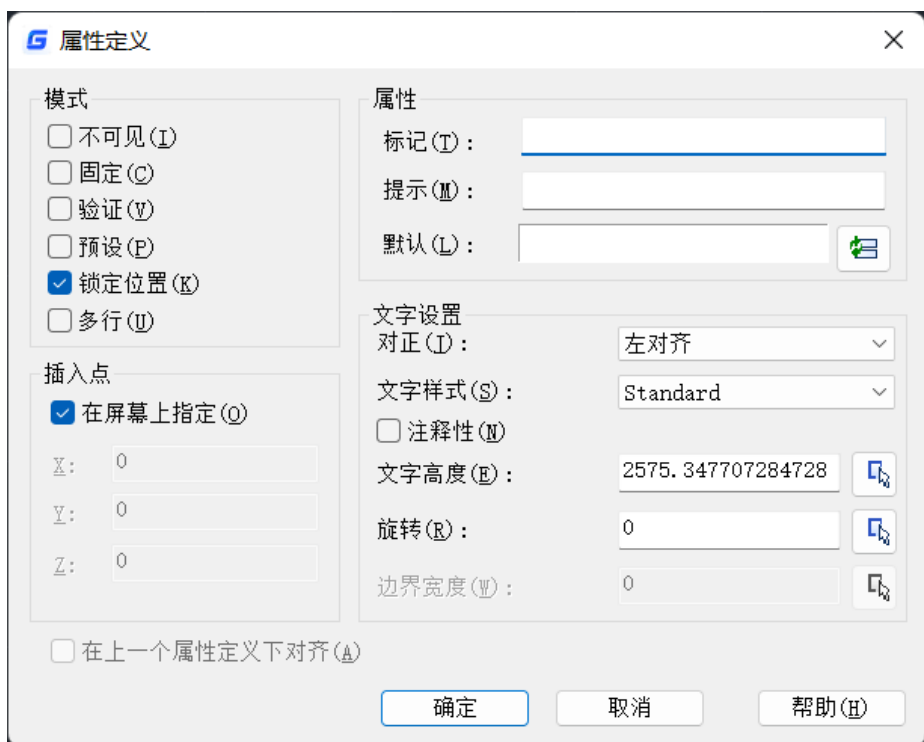 G 属性定义
模式
不可见(I)
固定(C)
验证(V)
预设(P)
锁定位置(K)
多行(U)
插入点
在屏幕上指定(O)
X: 0
Y: 0
Z: 0
属性
标记(T):
提示(M):
默认(L):
文字设置
对正(J): 左对齐
文字样式(S): Standard
注释性(N)
文字高度(E): 2575.347707284728
旋转(R): 0
边界宽度(W): 0
在上一个属性定义下对齐(A)
确定 取消 帮助(H)